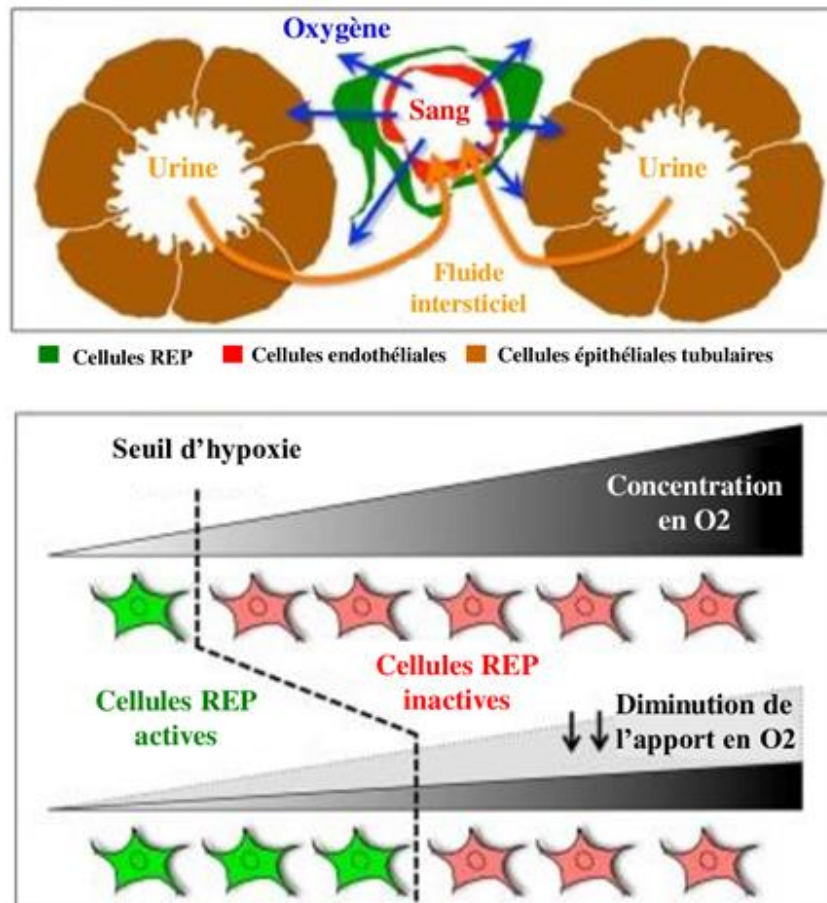 Oxygène
Sang
Urine
Urine
Fluide
intersticiel
Cellules REP
Cellules endothéliales
Cellules épithéliales tubulaires
Seuil d'hypoxie
Concentration
en O2
Cellules REP
actives
Cellules REP
inactives
Diminution de
l'apport en O2